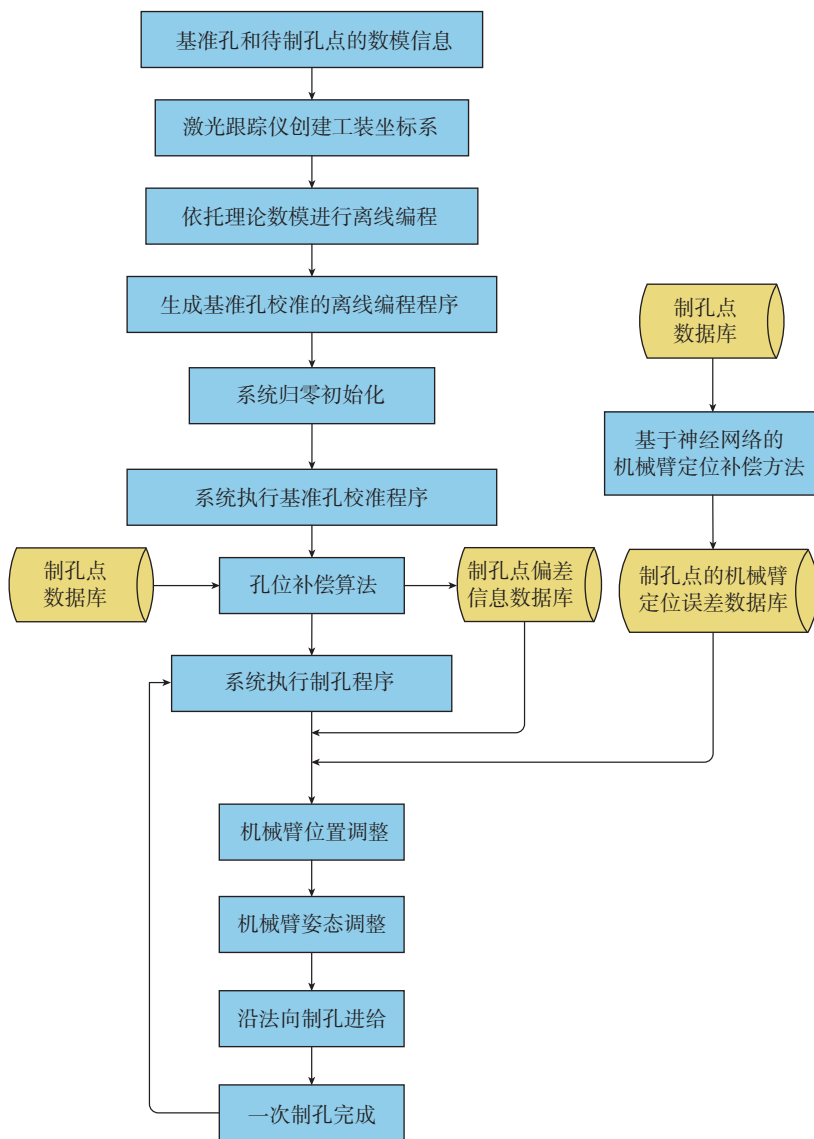 基准孔和待制孔点的数模信息
激光跟踪仪创建工装坐标系
依托理论数模进行离线编程
生成基准孔校准的离线编程程序
系统归零初始化
系统执行基准孔校准程序
制孔点
数据库
孔位补偿算法
制孔点偏差
信息数据库
制孔点
数据库
基于神经网络的
机械臂定位补偿方法
制孔点的机械臂
定位误差数据库
系统执行制孔程序
机械臂位置调整
机械臂姿态调整
沿法向制孔进给
一次制孔完成